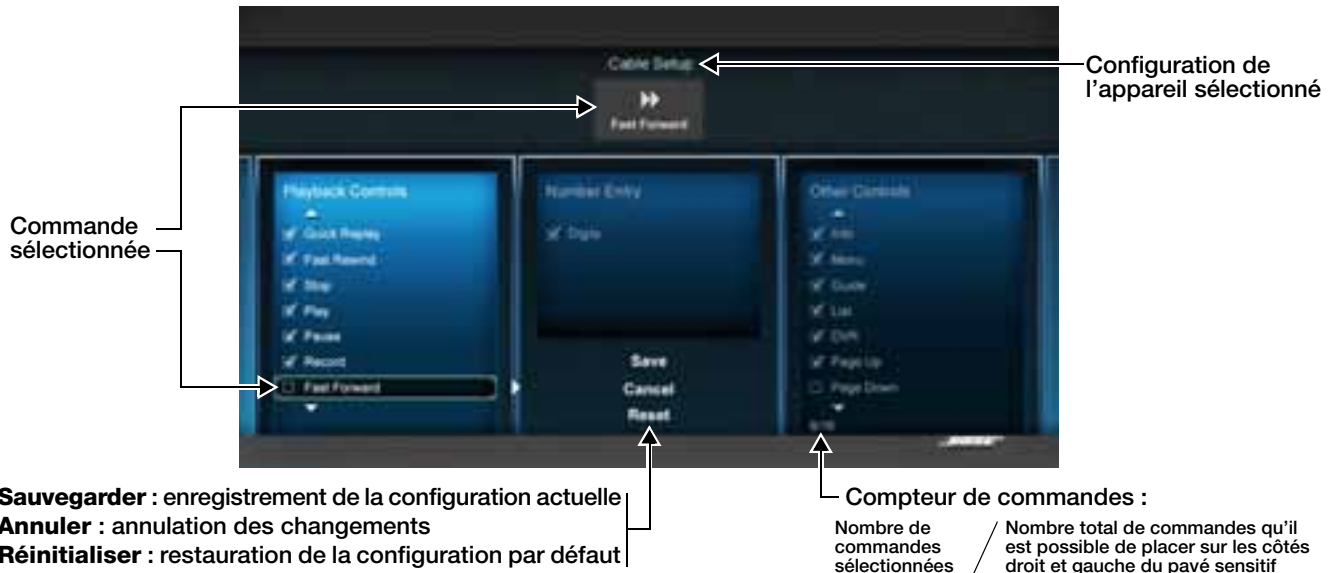 Cable Setup
Configuration de
l'appareil sélectionné
Fast Forward
Commande
sélectionnée
Playback Controls
Quick Replay
Fast Rewind
Stop
Play
Pause
Record
Fast Forward
Number Entry
Digits
Save
Cancel
Reset
Other Controls
Info
Menu
Guide
List
DVR
Page Up
Page Down
BOSE
Sauvegarder : enregistrement de la configuration actuelle
Annuler : annulation des changements
Réinitialiser : restauration de la configuration par défaut
Compteur de commandes :
Nombre de
commandes
sélectionnées
/
Nombre total de commandes qu'il
est possible de placer sur les côtés
droit et gauche du pavé sensitif